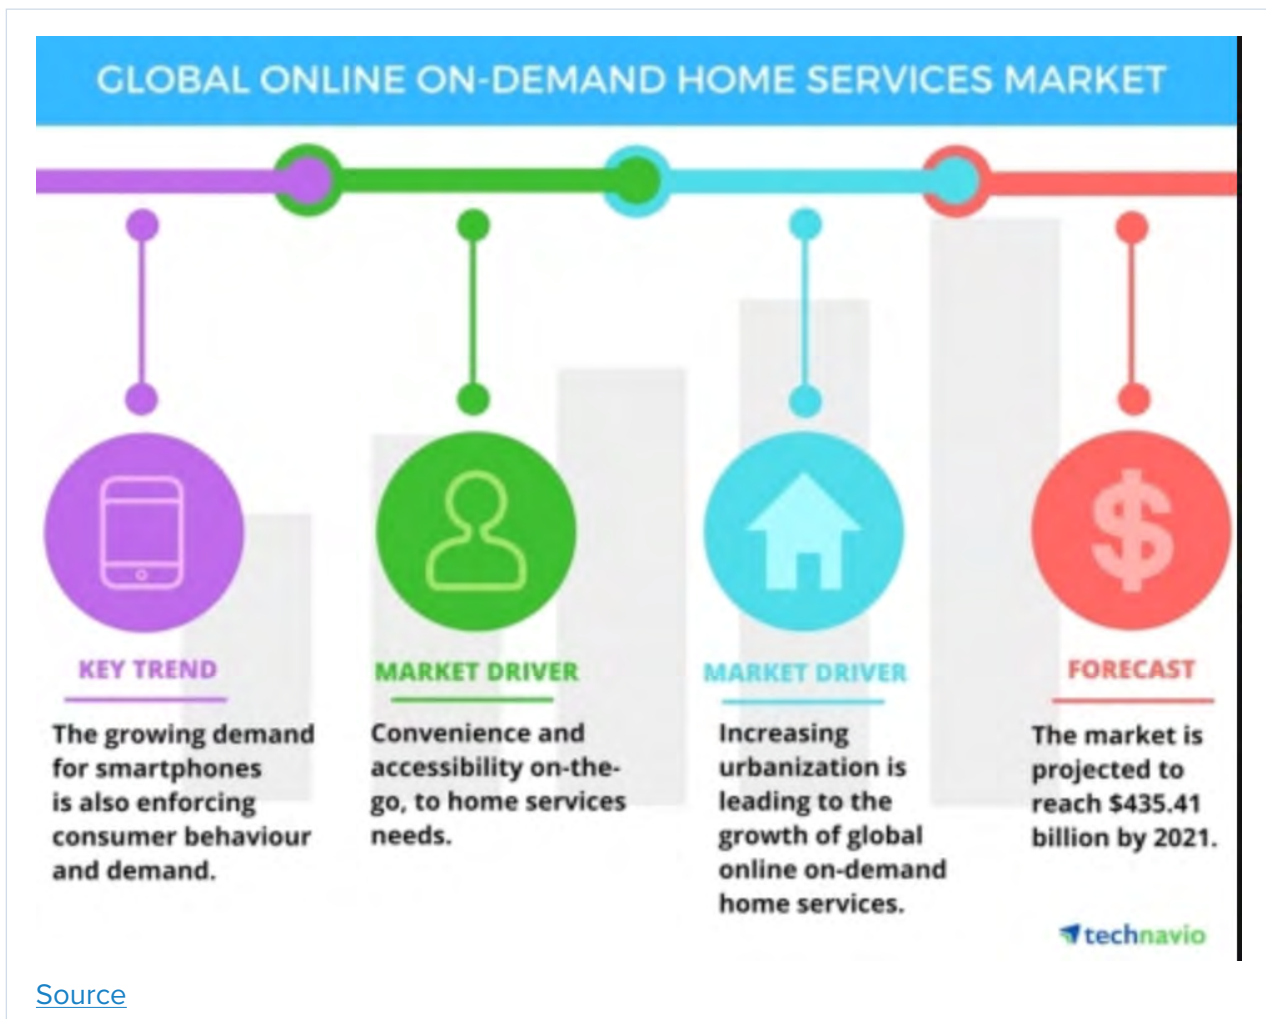 GLOBAL ONLINE ON-DEMAND HOME SERVICES MARKET
KEY TREND
The growing demand
for smartphones
is also enforcing
consumer behaviour
and demand.
MARKET DRIVER
Convenience and
accessibility on-the-
go, to home services
needs.
MARKET DRIVER
Increasing
urbanization is
leading to the
growth of global
online on-demand
home services.
FORECAST
The market is
projected to
reach $435.41
billion by 2021.
technavio
Source